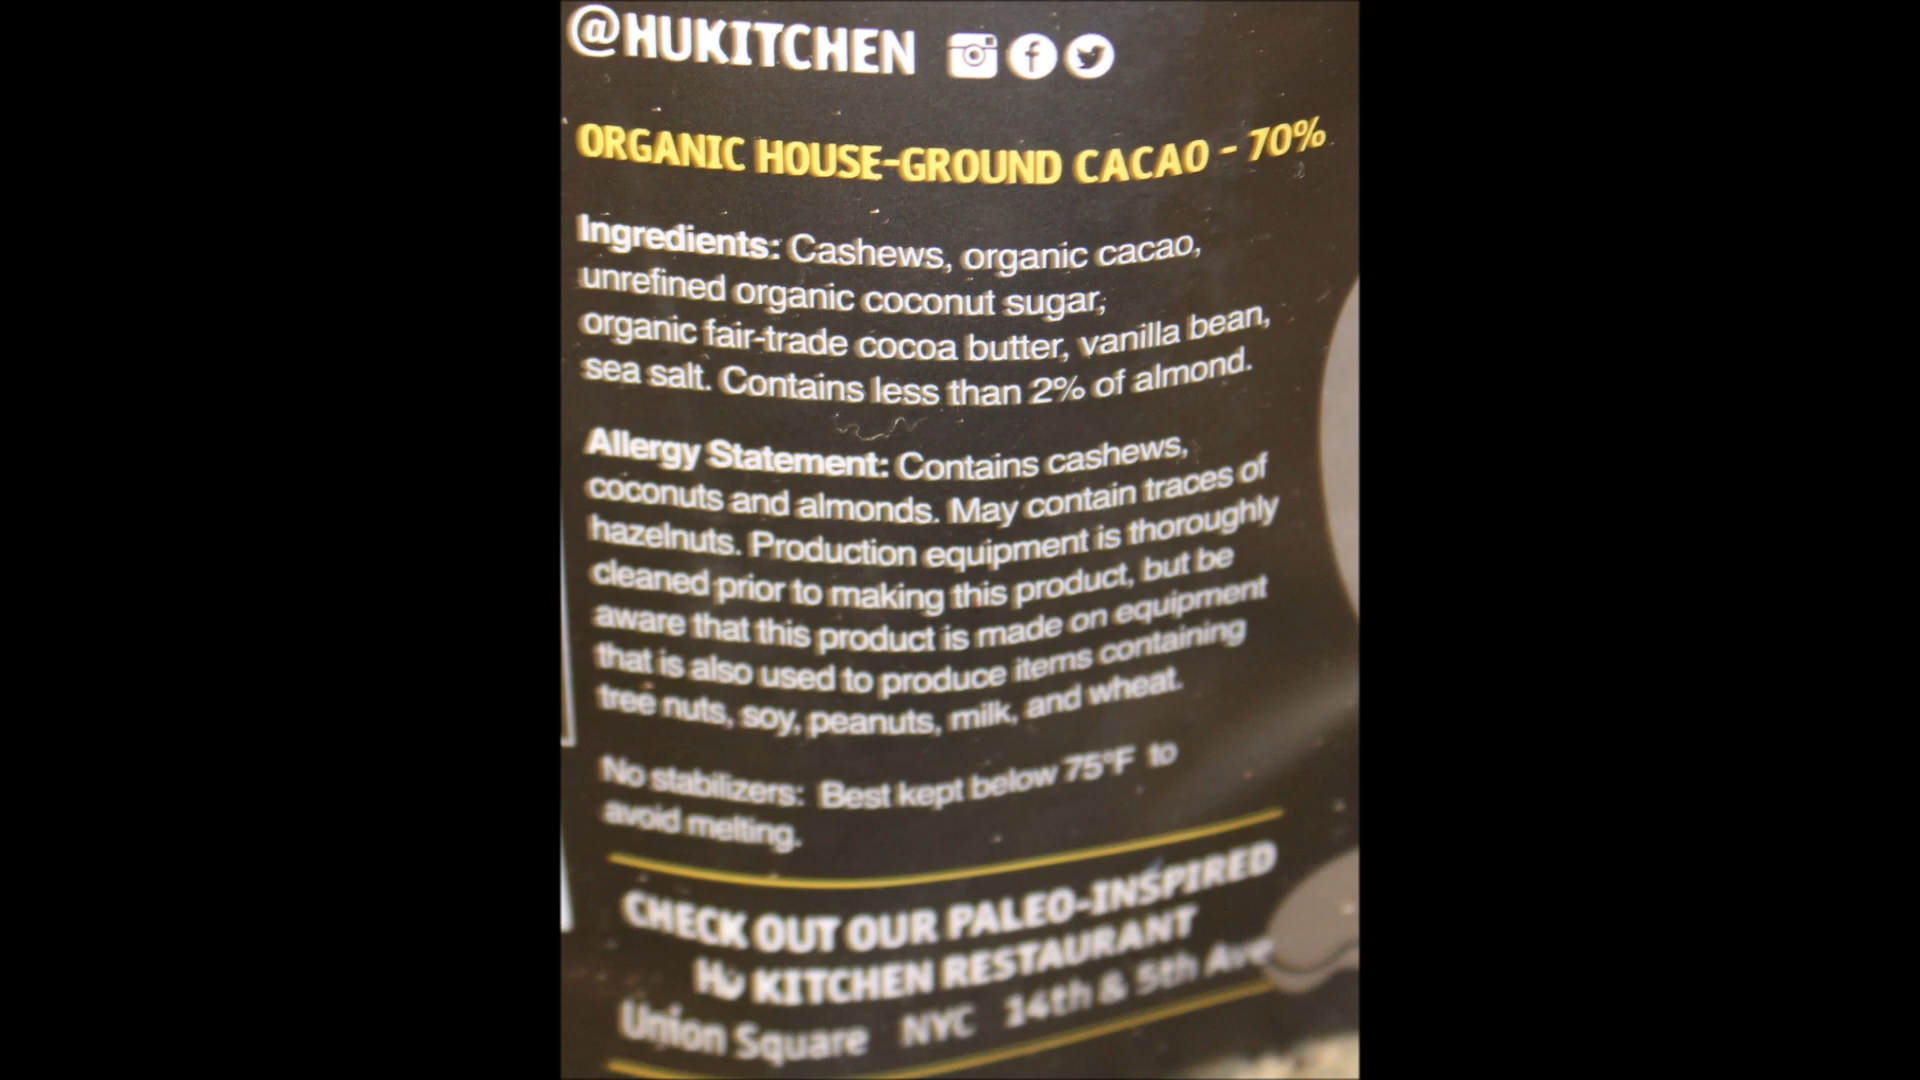 @HUKITCHEN
ORGANIC HOUSE-GROUND CACAO - 70%
Ingredients: Cashews, organic cacao,
unrefined organic coconut sugar,
organic fair-trade cocoa butter, vanilla bean,
sea salt. Contains less than 2% of almond.
Allergy Statement: Contains cashews,
coconuts and almonds. May contain traces of
hazelnuts. Production equipment is thoroughly
cleaned prior to making this product, but be
aware that this product is made on equipment
that is also used to produce items containing
tree nuts, soy, peanuts, milk, and wheat.
No stabilizers: Best kept below 75°F to
avoid melting.
CHECK OUT OUR PALEO-INSPIRED
Hu KITCHEN RESTAURANT
Union Square NYC 14th & 5th Ave